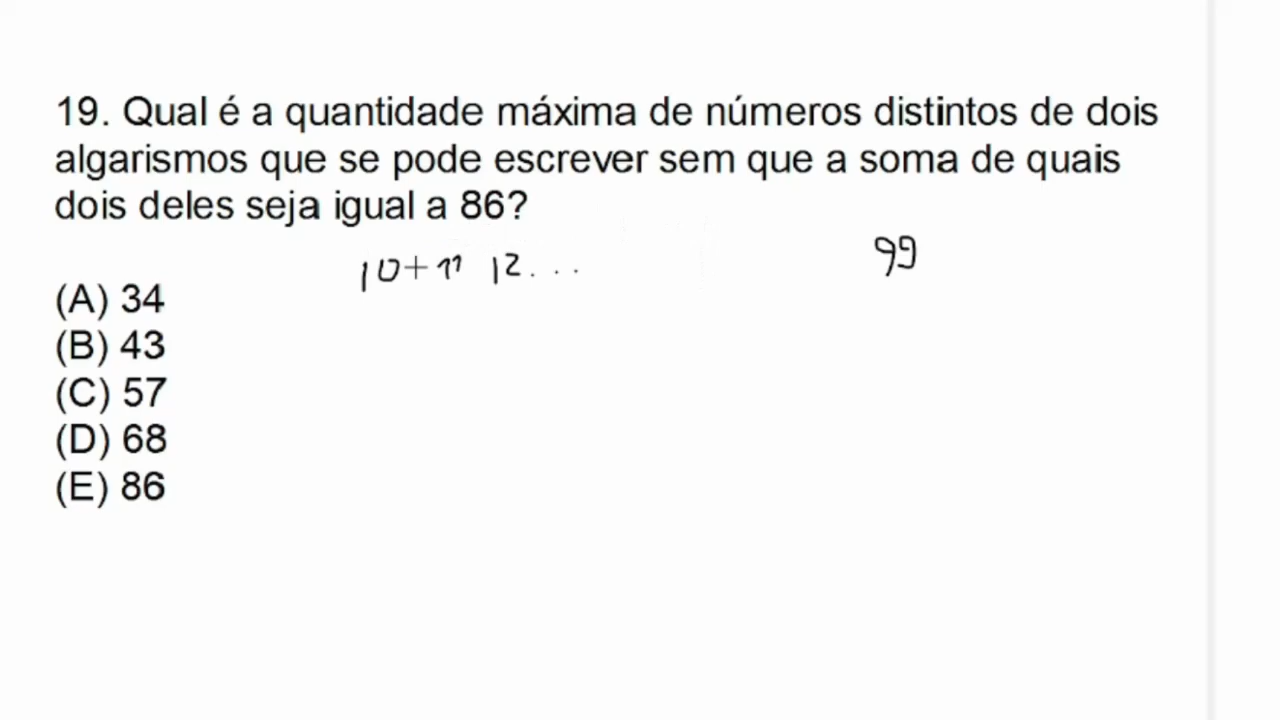 19. Qual é a quantidade máxima de números distintos de dois
algarismos que se pode escrever sem que a soma de quais
dois deles seja igual a 86?
10+11 12... 99
(A) 34
(B) 43
(C) 57
(D) 68
(E) 86